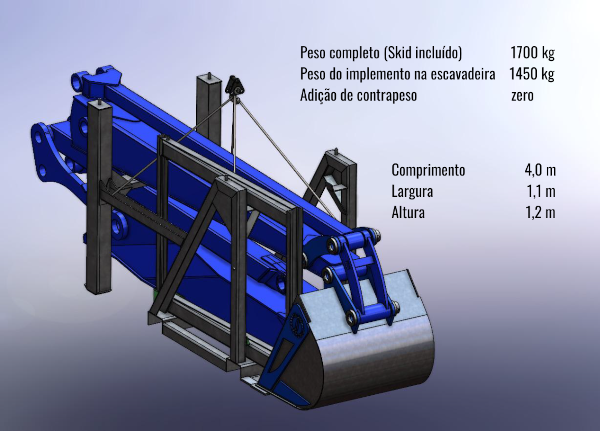 Peso completo (Skid incluído) 1700 kg
Peso do implemento na escavadeira 1450 kg
Adição de contrapeso zero
Comprimento 4,0 m
Largura 1,1 m
Altura 1,2 m